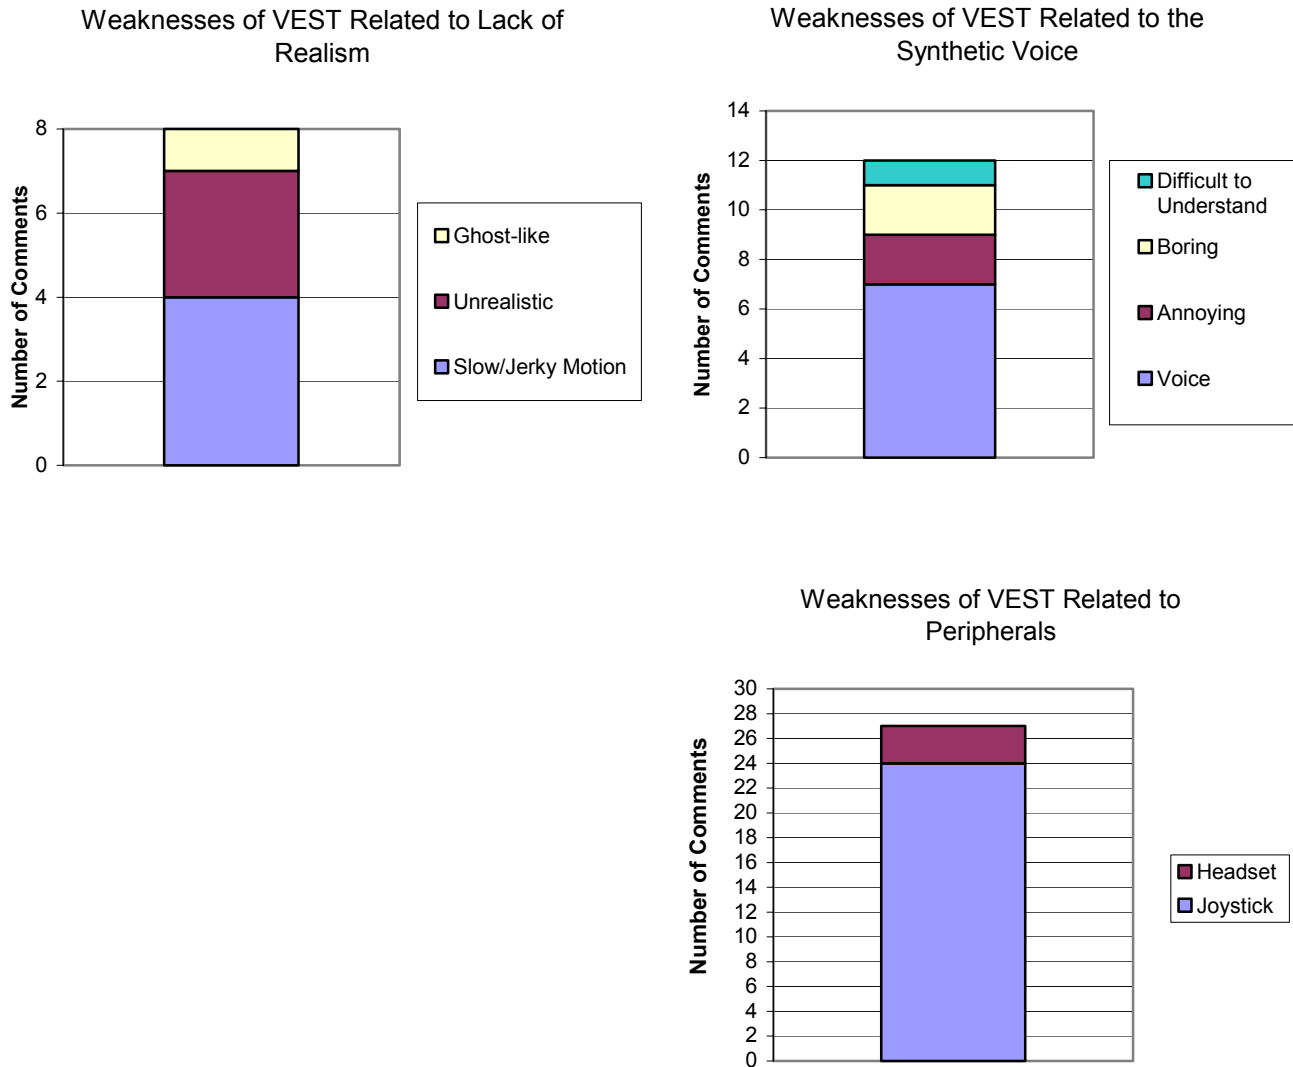 Weaknesses of VEST Related to Lack of
Realism
Number of Comments
8
6
4
2
0
Ghost-like
Unrealistic
Slow/Jerky Motion
Weaknesses of VEST Related to the
Synthetic Voice
Number of Comments
14
12
10
8
6
4
2
0
Difficult to
Understand
Boring
Annoying
Voice
Weaknesses of VEST Related to
Peripherals
Number of Comments
30
28
26
24
22
20
18
16
14
12
10
8
6
4
2
0
Headset
Joystick